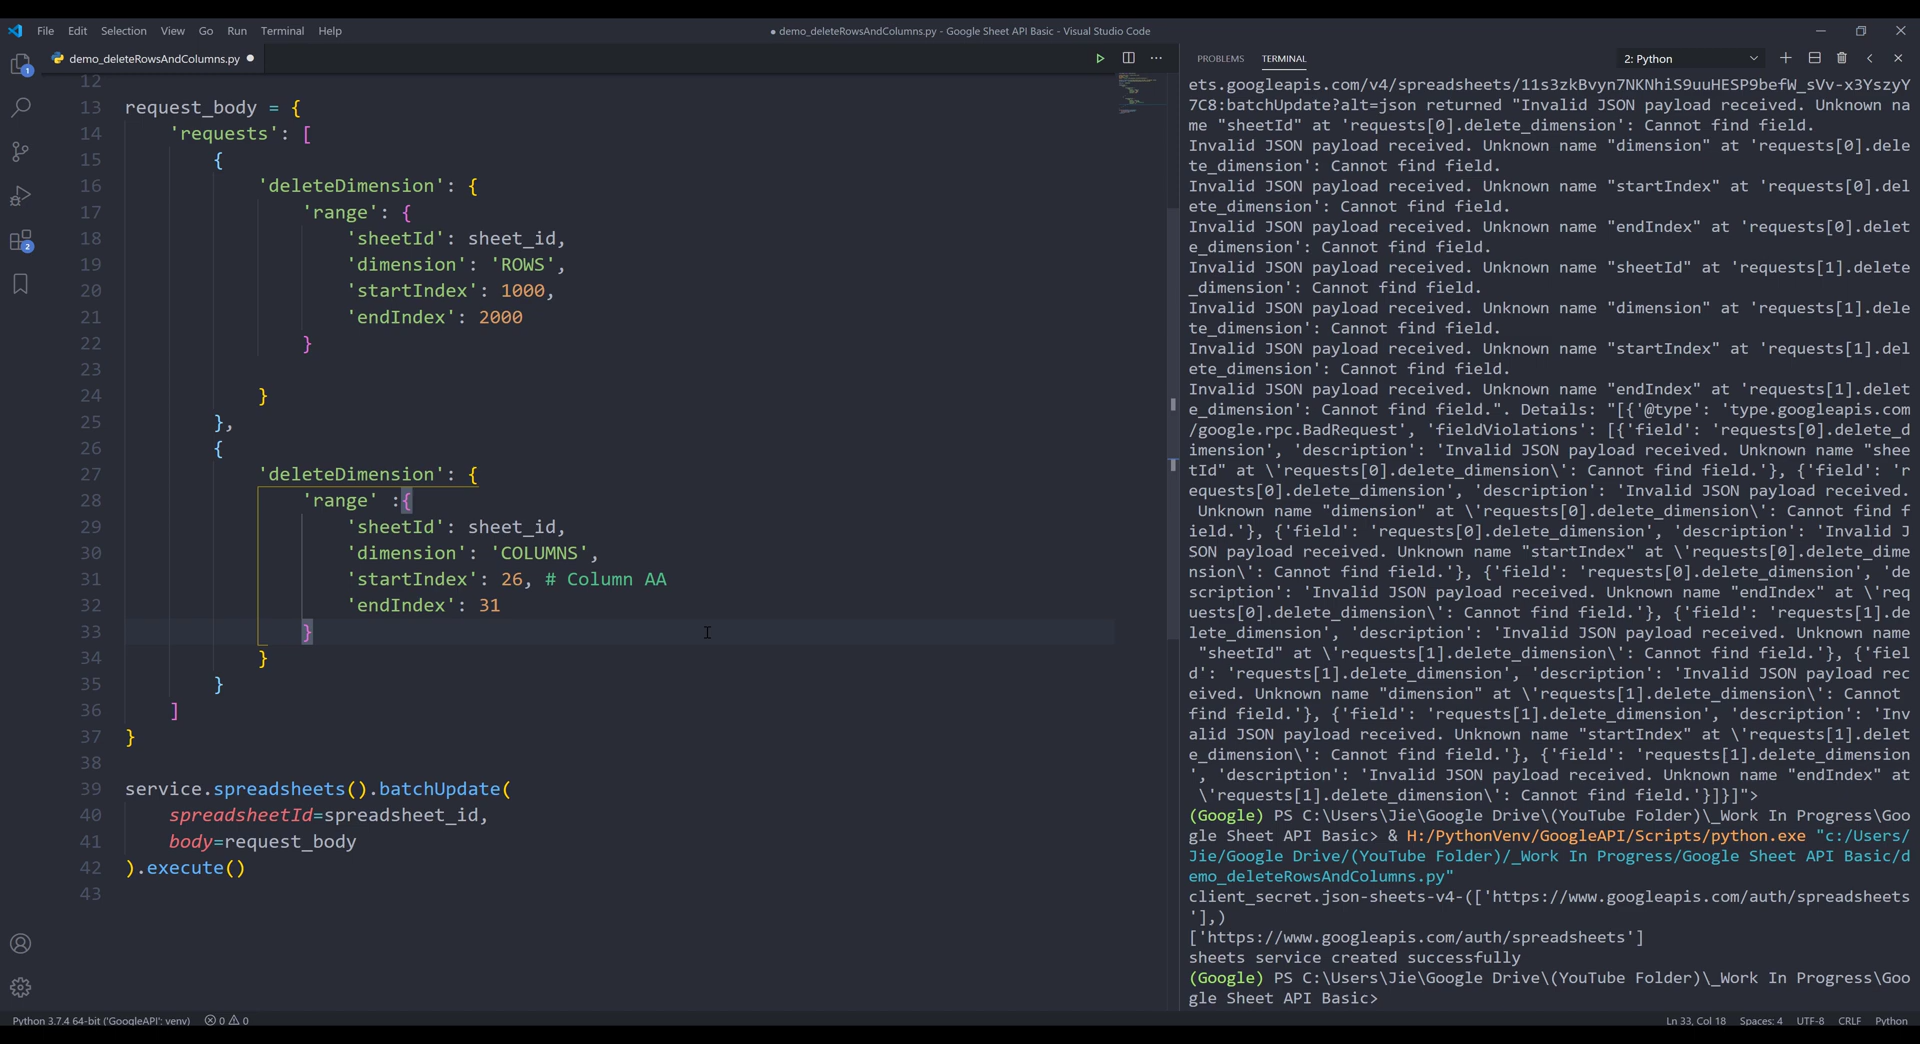 File Edit Selection View Go Run Terminal Help
● demo_deleteRowsAndColumns.py - Google Sheet API Basic - Visual Studio Code
demo_deleteRowsAndColumns.py ●
12
13 request_body = {
14 'requests': [
15 {
16 'deleteDimension': {
17 'range': {
18 'sheetId': sheet_id,
19 'dimension': 'ROWS',
20 'startIndex': 1000,
21 'endIndex': 2000
22 }
23
24 }
25 },
26 {
27 'deleteDimension': {
28 'range' :{
29 'sheetId': sheet_id,
30 'dimension': 'COLUMNS',
31 'startIndex': 26, # Column AA
32 'endIndex': 31
33 }
34 }
35 }
36 ]
37 }
38
39 service.spreadsheets().batchUpdate(
40 spreadsheetId=spreadsheet_id,
41 body=request_body
42 ).execute()
43
1
2
PROBLEMS TERMINAL 2: Python
ets.googleapis.com/v4/spreadsheets/11s3zkBvyn7NKNhiS9uuHESP9befW_sVv-x3YszyY
7C8:batchUpdate?alt=json returned "Invalid JSON payload received. Unknown na
me "sheetId" at 'requests[0].delete_dimension': Cannot find field.
Invalid JSON payload received. Unknown name "dimension" at 'requests[0].dele
te_dimension': Cannot find field.
Invalid JSON payload received. Unknown name "startIndex" at 'requests[0].del
ete_dimension': Cannot find field.
Invalid JSON payload received. Unknown name "endIndex" at 'requests[0].delet
e_dimension': Cannot find field.
Invalid JSON payload received. Unknown name "sheetId" at 'requests[1].delete
_dimension': Cannot find field.
Invalid JSON payload received. Unknown name "dimension" at 'requests[1].dele
te_dimension': Cannot find field.
Invalid JSON payload received. Unknown name "startIndex" at 'requests[1].del
ete_dimension': Cannot find field.
Invalid JSON payload received. Unknown name "endIndex" at 'requests[1].delet
e_dimension': Cannot find field.". Details: "[{'@type': 'type.googleapis.com
/google.rpc.BadRequest', 'fieldViolations': [{'field': 'requests[0].delete_d
imension', 'description': 'Invalid JSON payload received. Unknown name "shee
tId" at \'requests[0].delete_dimension\': Cannot find field.'}, {'field': 'r
equests[0].delete_dimension', 'description': 'Invalid JSON payload received.
Unknown name "dimension" at \'requests[0].delete_dimension\': Cannot find f
ield.'}, {'field': 'requests[0].delete_dimension', 'description': 'Invalid J
SON payload received. Unknown name "startIndex" at \'requests[0].delete_dime
nsion\': Cannot find field.'}, {'field': 'requests[0].delete_dimension', 'de
scription': 'Invalid JSON payload received. Unknown name "endIndex" at \'req
uests[0].delete_dimension\': Cannot find field.'}, {'field': 'requests[1].de
lete_dimension', 'description': 'Invalid JSON payload received. Unknown name
"sheetId" at \'requests[1].delete_dimension\': Cannot find field.'}, {'fiel
d': 'requests[1].delete_dimension', 'description': 'Invalid JSON payload rec
eived. Unknown name "dimension" at \'requests[1].delete_dimension\': Cannot
find field.'}, {'field': 'requests[1].delete_dimension', 'description': 'Inv
alid JSON payload received. Unknown name "startIndex" at \'requests[1].delet
e_dimension\': Cannot find field.'}, {'field': 'requests[1].delete_dimension
', 'description': 'Invalid JSON payload received. Unknown name "endIndex" at
\'requests[1].delete_dimension\': Cannot find field.'}]}]">
(Google) PS C:\Users\Jie\Google Drive\(YouTube Folder)\_Work In Progress\Goo
gle Sheet API Basic> & H:/PythonVenv/GoogleAPI/Scripts/python.exe "c:/Users/
Jie/Google Drive/(YouTube Folder)/_Work In Progress/Google Sheet API Basic/d
emo_deleteRowsAndColumns.py"
client_secret.json-sheets-v4-(['https://www.googleapis.com/auth/spreadsheets
'],)
['https://www.googleapis.com/auth/spreadsheets']
sheets service created successfully
(Google) PS C:\Users\Jie\Google Drive\(YouTube Folder)\_Work In Progress\Goo
gle Sheet API Basic>
Python 3.7.4 64-bit ('GoogleAPI': venv) 0 0 Ln 33, Col 18 Spaces: 4 UTF-8 CRLF Python